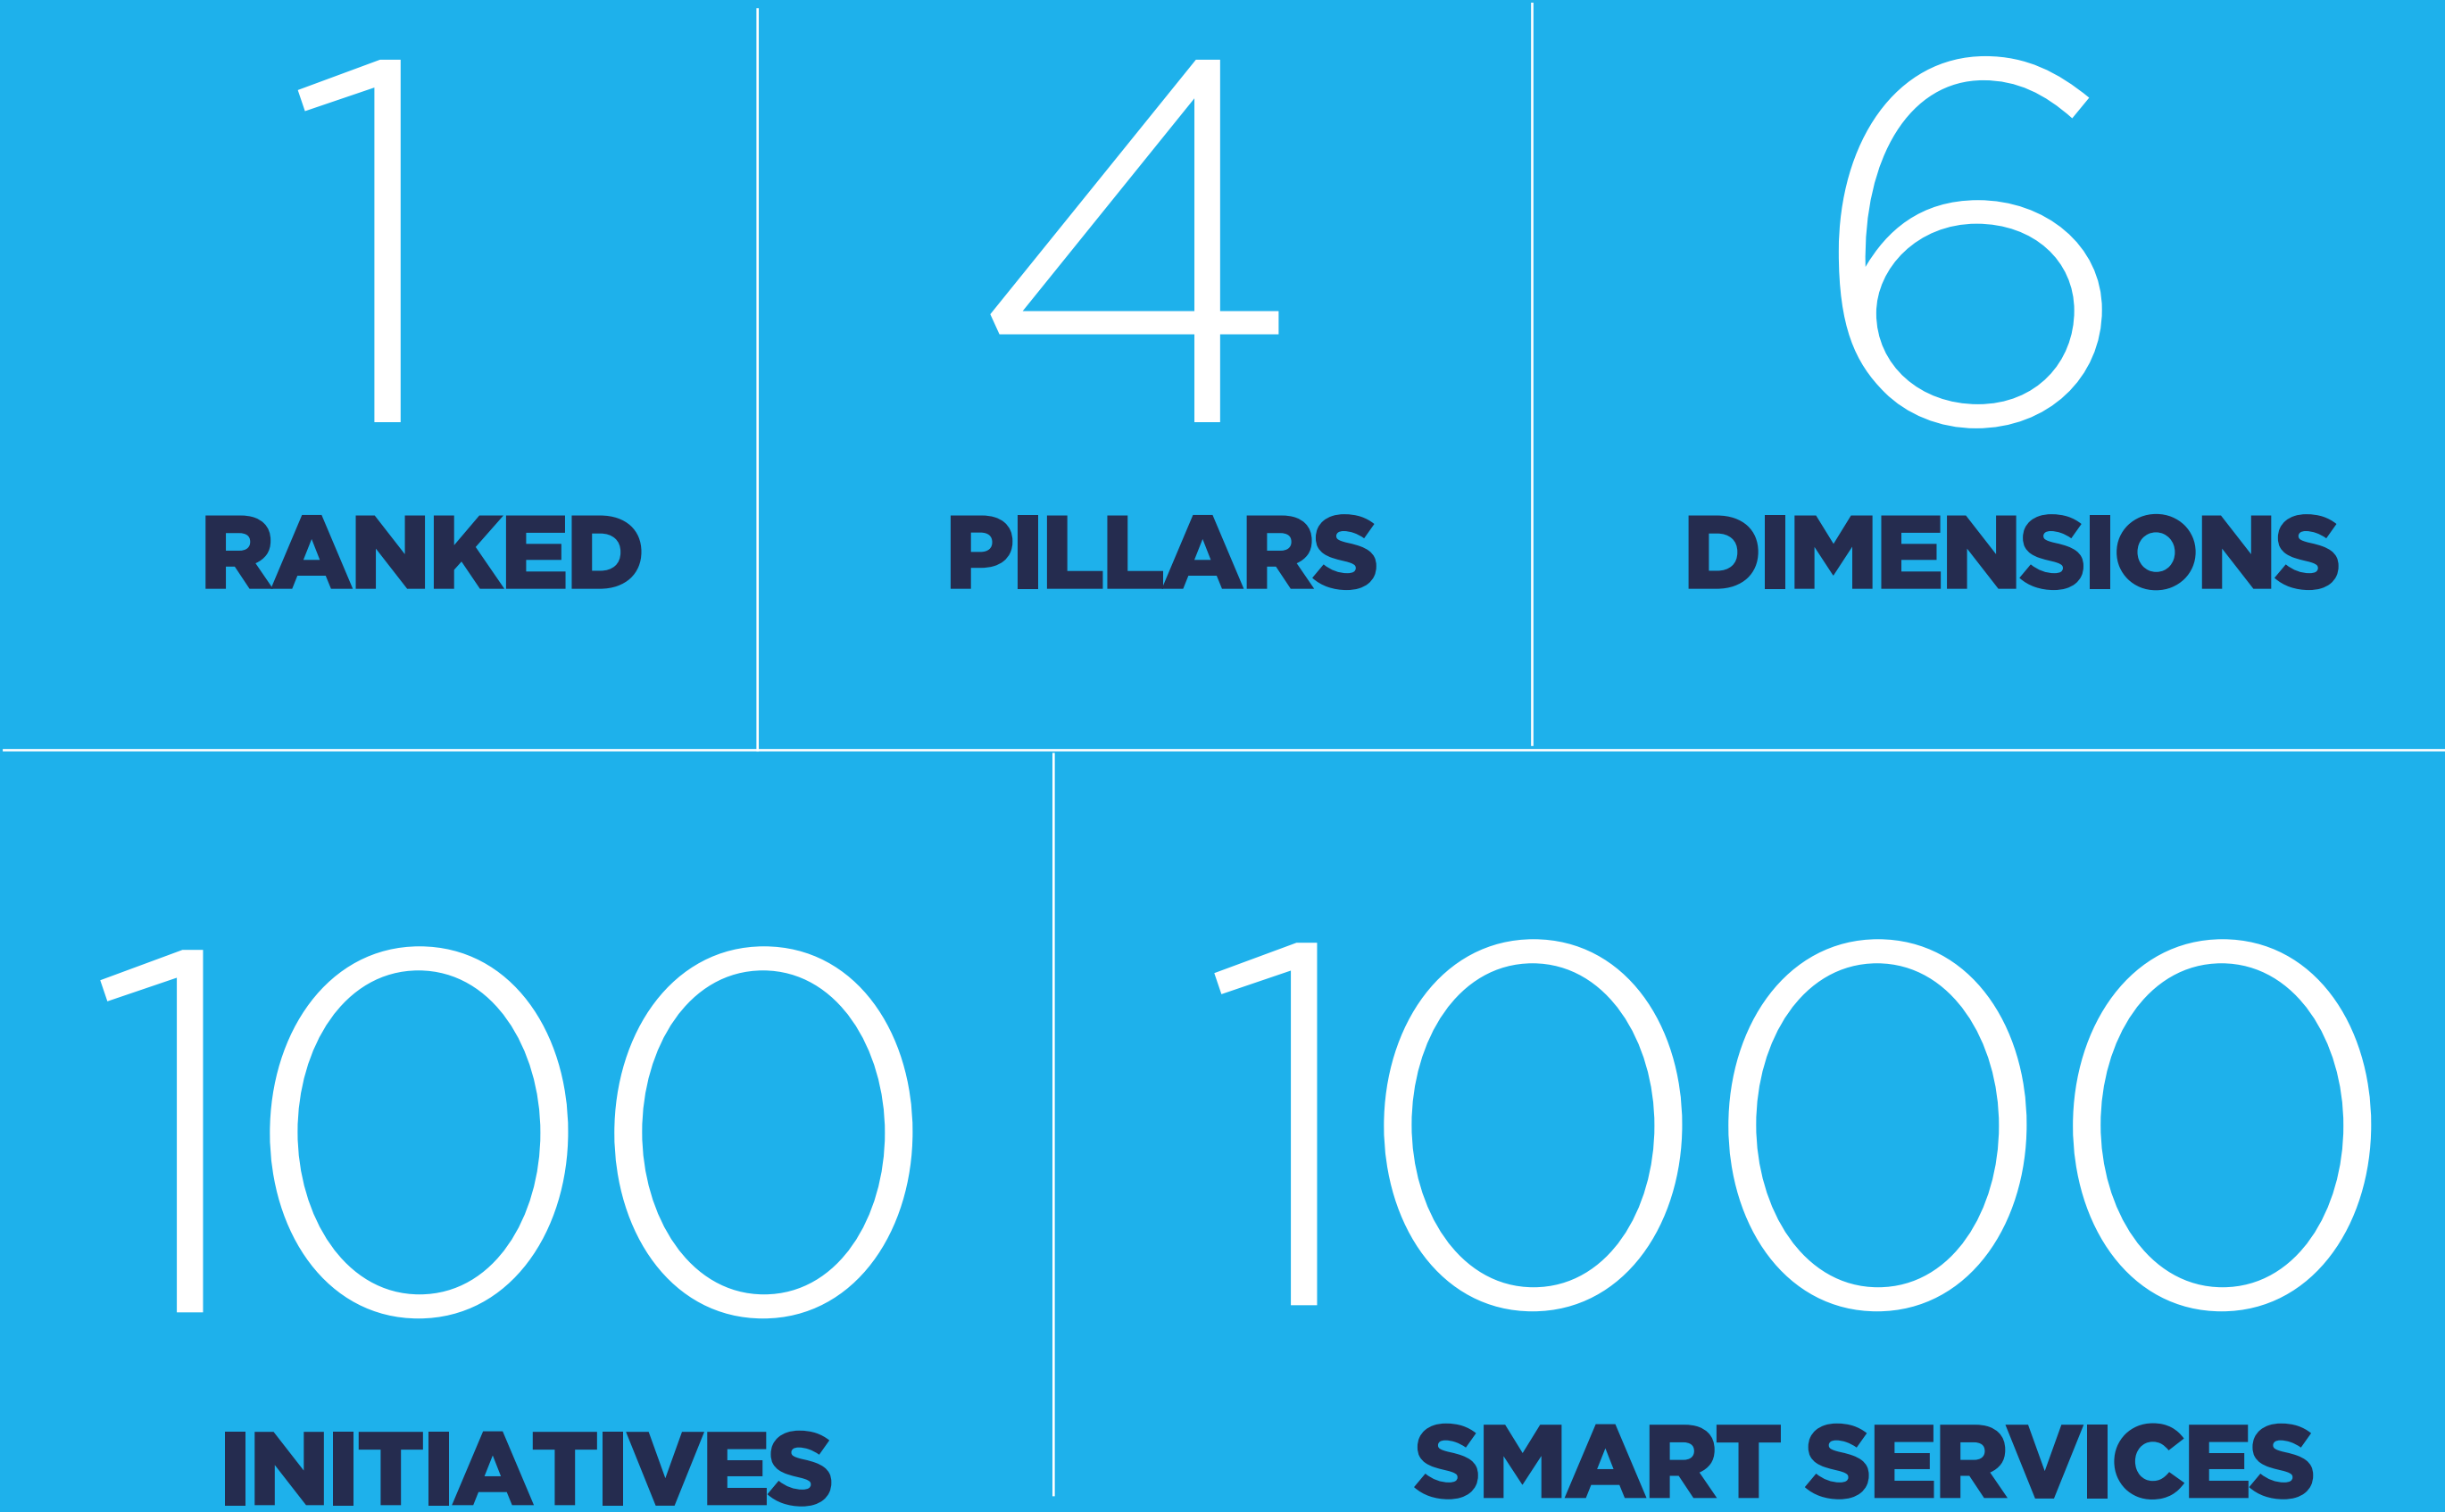 1
RANKED
4
PILLARS
6
DIMENSIONS
100
INITIATIVES
1000
SMART SERVICES